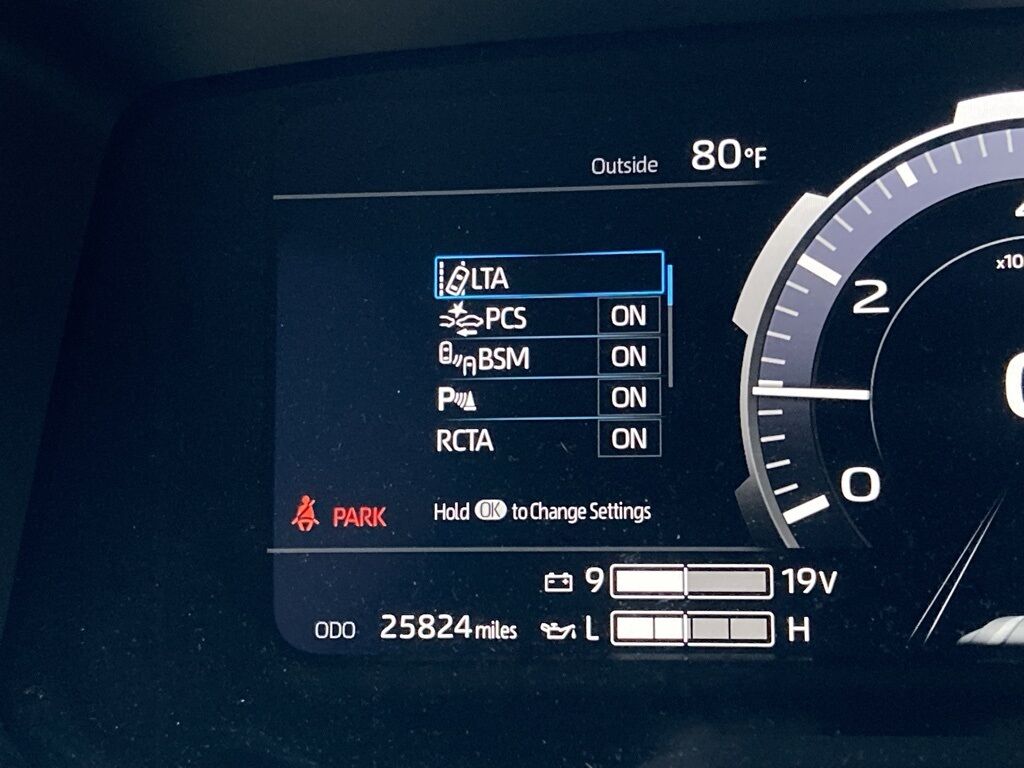 Outside 80°F
LTA
PCS ON
BSM ON
P ON
RCTA ON
Hold OK to Change Settings
PARK
9 19V
ODO 25824 miles L H
2
0